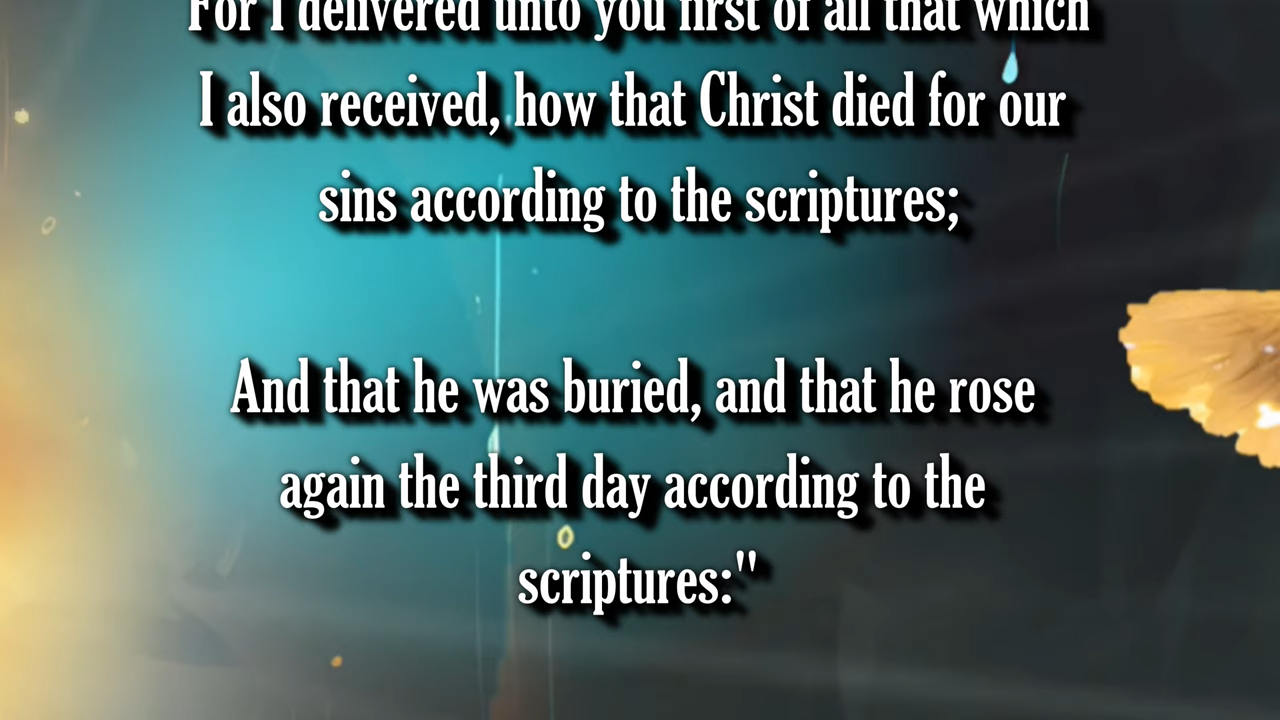 For I delivered unto you first of all that which
I also received, how that Christ died for our
sins according to the scriptures;
And that he was buried, and that he rose
again the third day according to the
scriptures:"